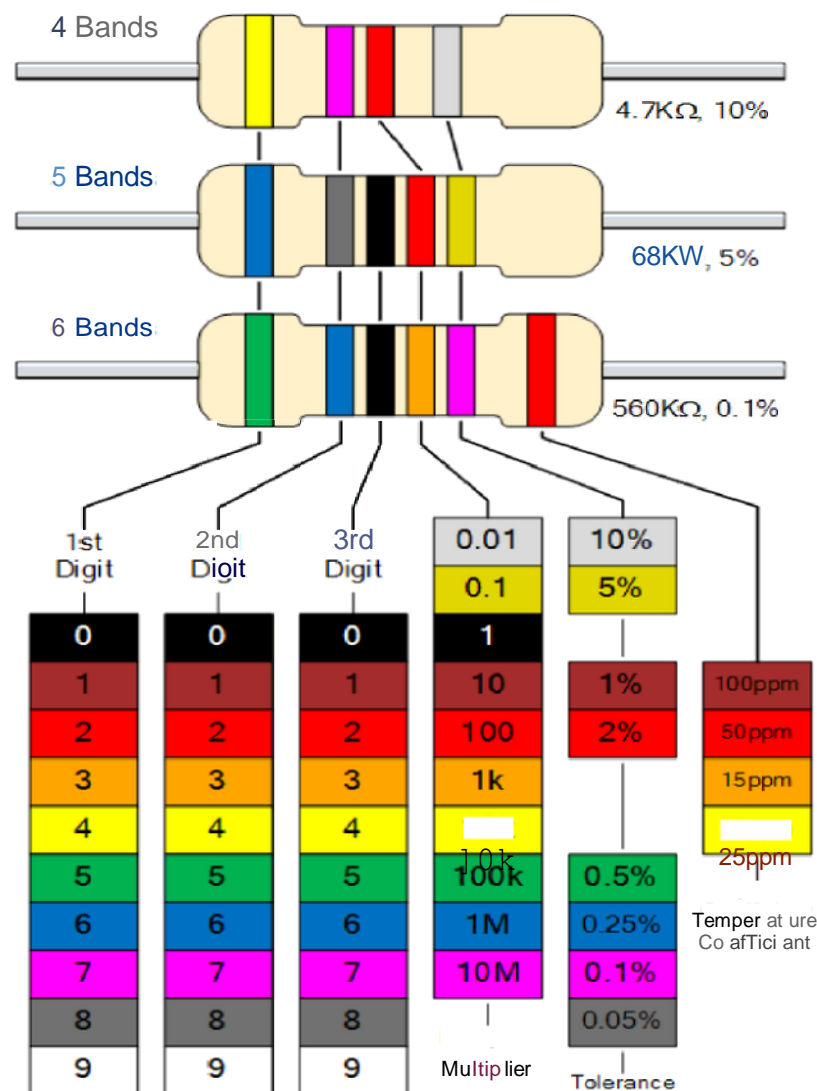 4 Bands
4.7KΩ, 10%
5 Bands
68KW, 5%
6 Bands
560KΩ, 0.1%
1st Digit
2nd Dioit
3rd Digit
0.01 10%
0.1 5%
0 0 0 1
1 1 1 10 1% 100ppm
2 2 2 100 2% 50ppm
3 3 3 1k 15ppm
4 4 4
10k 25ppm
5 5 5 100k 0.5%
6 6 6 1M 0.25%
7 7 7 10M 0.1%
8 8 8 0.05%
9 9 9
Temper at ure
Co afTici ant
Multip lier
Tolerance